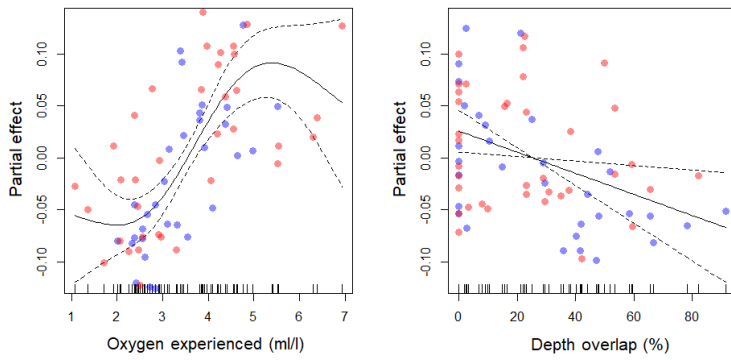 Partial effect
0.10
0.05
0.00
-0.05
-0.10
1 2 3 4 5 6 7
Oxygen experienced (ml/l)
Partial effect
0.10
0.05
0.00
-0.05
-0.10
0 20 40 60 80
Depth overlap (%)